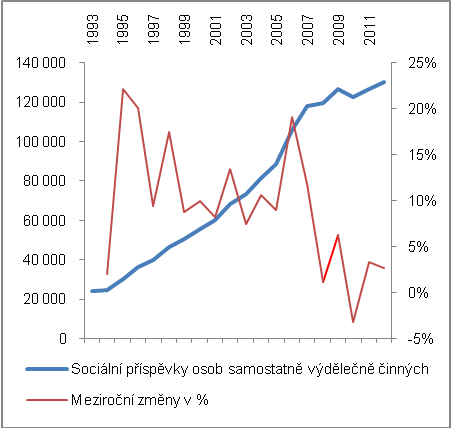 1993 1995 1997 1999 2001 2003 2005 2007 2009 2011
140 000 25%
120 000 20%
100 000 15%
80 000 10%
60 000 5%
40 000 0%
20 000 -5%
0
Sociální příspěvky osob samostatně výdělečně činných
Meziroční změny v %